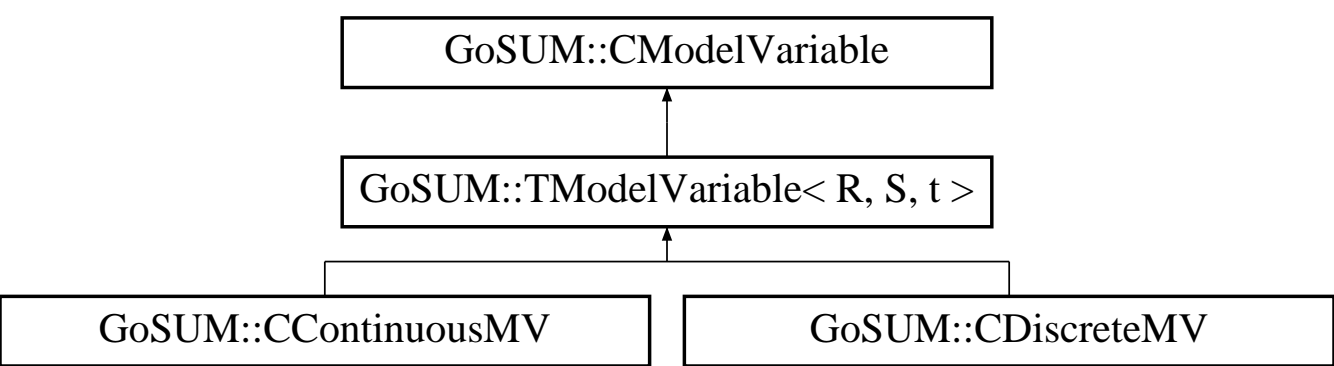 GoSUM::CModelVariable
GoSUM::TModelVariable< R, S, t >
GoSUM::CContinuousMV
GoSUM::CDiscreteMV